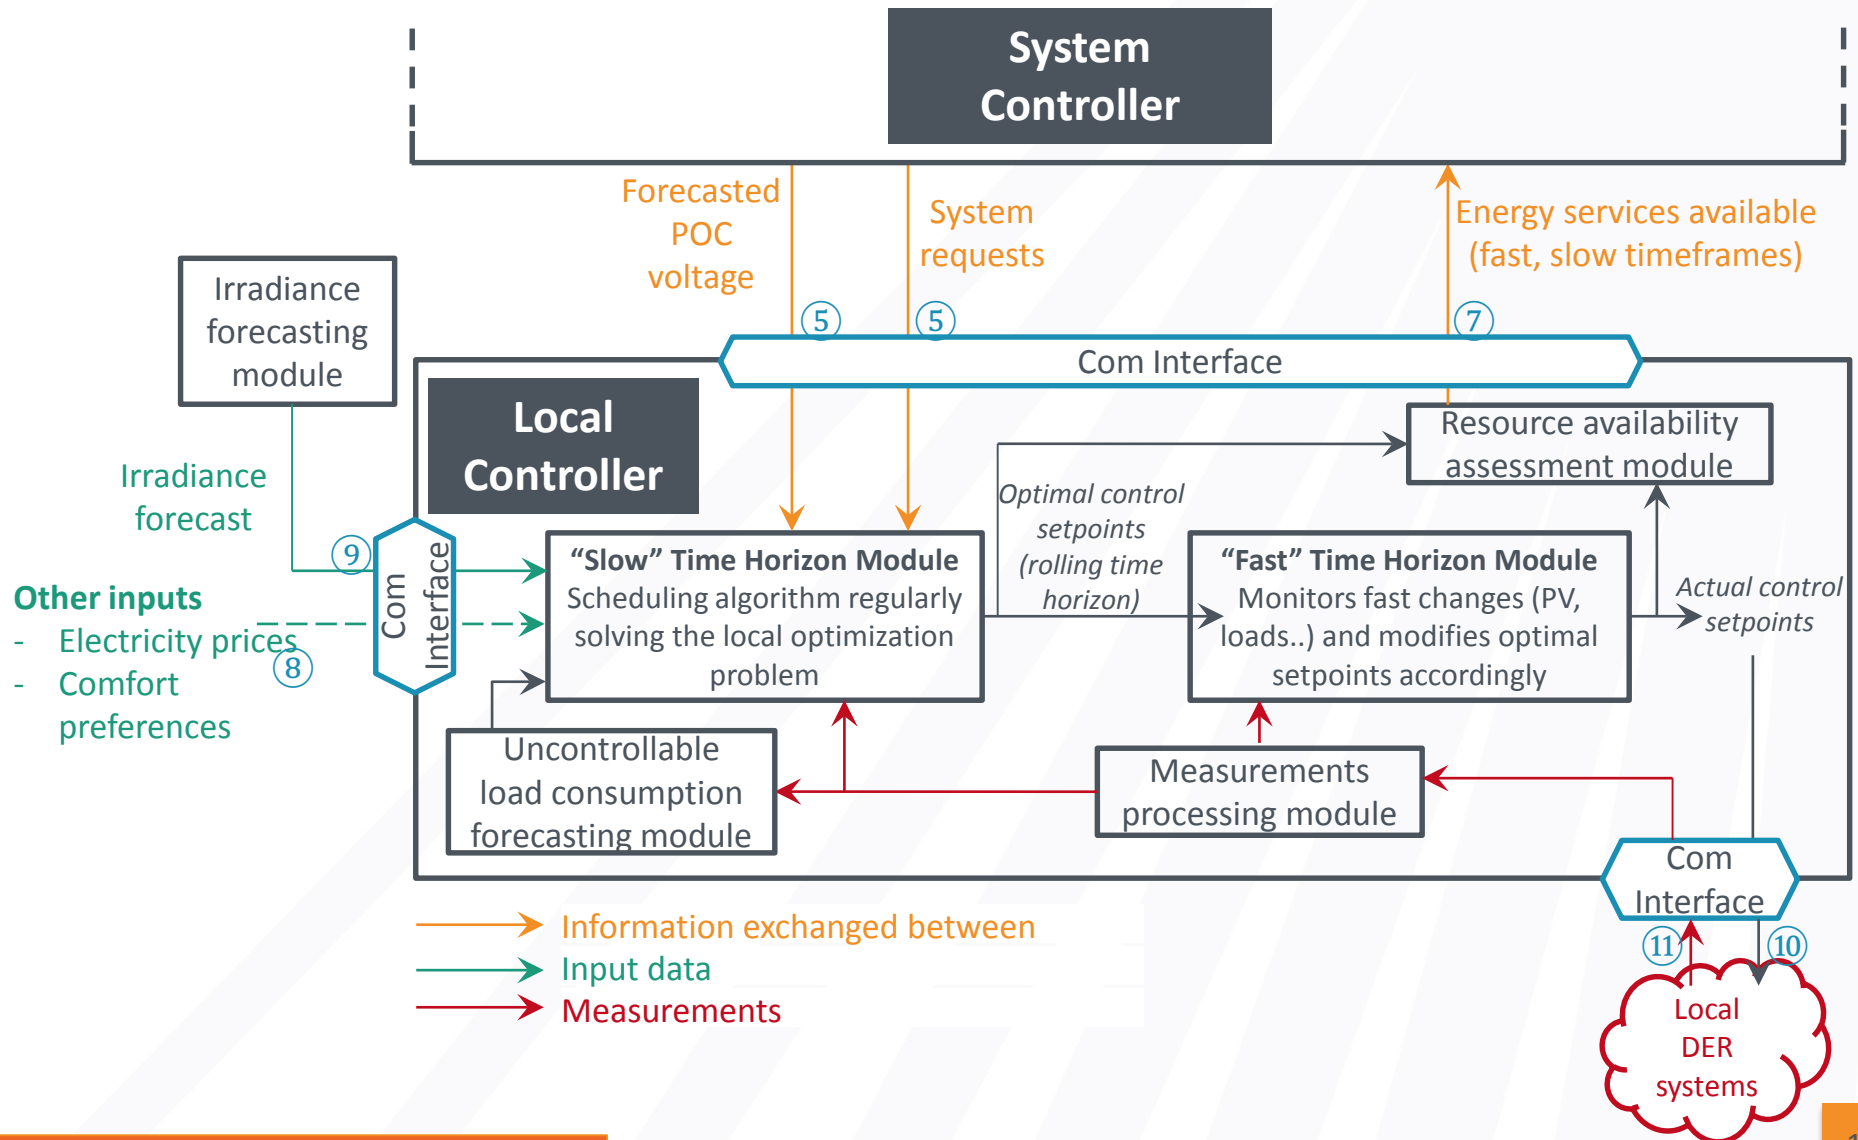 System
Controller
Forecasted
POC
voltage
System
requests
Energy services available
(fast, slow timeframes)
Irradiance
forecasting
module
⑤
⑤
⑦
Com Interface
Local
Controller
Resource availability
assessment module
Irradiance
forecast
Optimal control
setpoints
(rolling time
horizon)
⑨
Com
Interface
"Slow" Time Horizon Module
Scheduling algorithm regularly
solving the local optimization
problem
"Fast" Time Horizon Module
Monitors fast changes (PV,
loads..) and modifies optimal
setpoints accordingly
Actual control
setpoints
Other inputs
- Electricity prices
- Comfort
preferences
⑧
Uncontrollable
load consumption
forecasting module
Measurements
processing module
Com
Interface
Information exchanged between
Input data
Measurements
⑪
⑩
Local
DER
systems